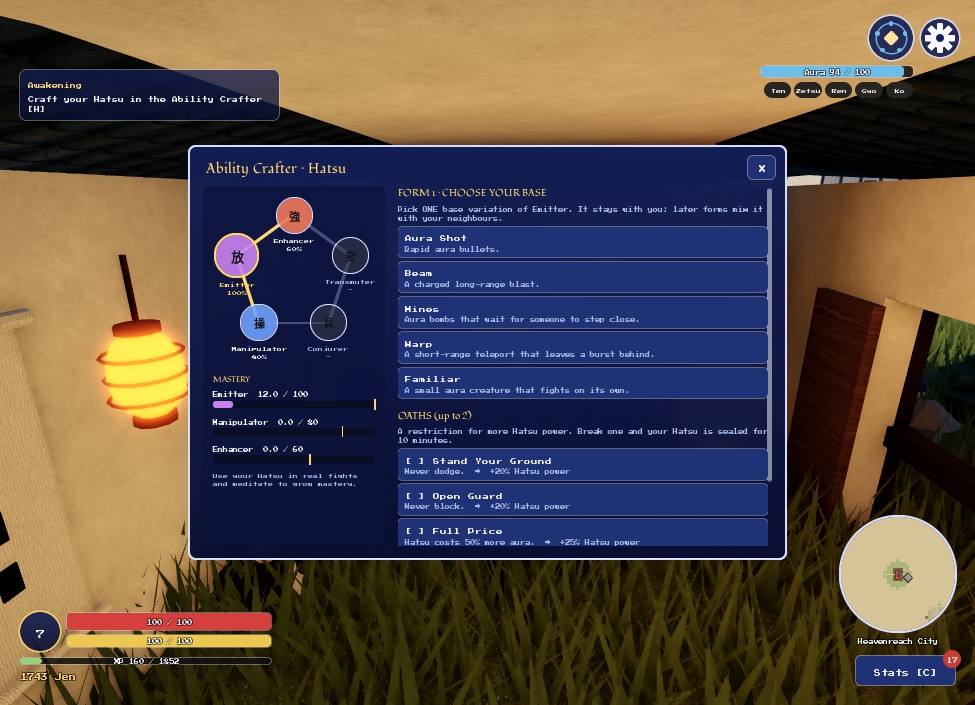 Awakening
Craft your Hatsu in the Ability Crafter
[H]
Aura 94 / 100
Ten Zetsu Ren Gyo Ko
Ability Crafter · Hatsu
x
強
Enhancer
60%
放
Emitter
100%
変
Transmuter
-
操
Manipulator
40%
具
Conjurer
-
MASTERY
Emitter 12.0 / 100
Manipulator 0.0 / 80
Enhancer 0.0 / 60
Use your Hatsu in real fights
and meditate to grow mastery.
FORM 1 · CHOOSE YOUR BASE
Pick ONE base variation of Emitter. It stays with you; later forms mix it
with your neighbours.
Aura Shot
Rapid aura bullets.
Beam
A charged long-range blast.
Mines
Aura bombs that wait for someone to step close.
Warp
A short-range teleport that leaves a burst behind.
Familiar
A small aura creature that fights on its own.
OATHS (up to 2)
A restriction for more Hatsu power. Break one and your Hatsu is sealed for
10 minutes.
[ ] Stand Your Ground
Never dodge. → +20% Hatsu power
[ ] Open Guard
Never block. → +20% Hatsu power
[ ] Full Price
Hatsu costs 50% more aura. → +25% Hatsu power
7
100 / 100
100 / 100
XP 160 / 1852
1743 Jen
Heavenreach City
Stats [C]
17